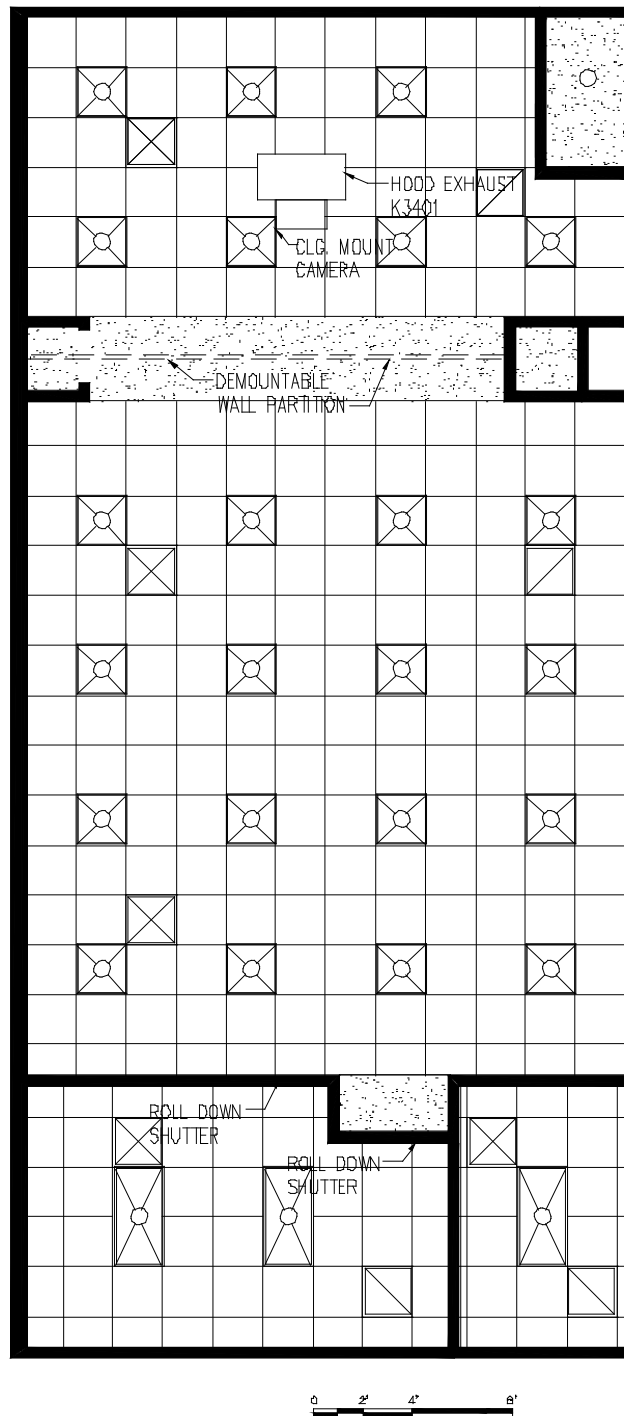 HOOD EXHAUST
K3401
CLG. MOUNT
CAMERA
DEMOUNTABLE
WALL PARTITION
ROLL DOWN
SHUTTER
ROLL DOWN
SHUTTER
0 2' 4' 8'